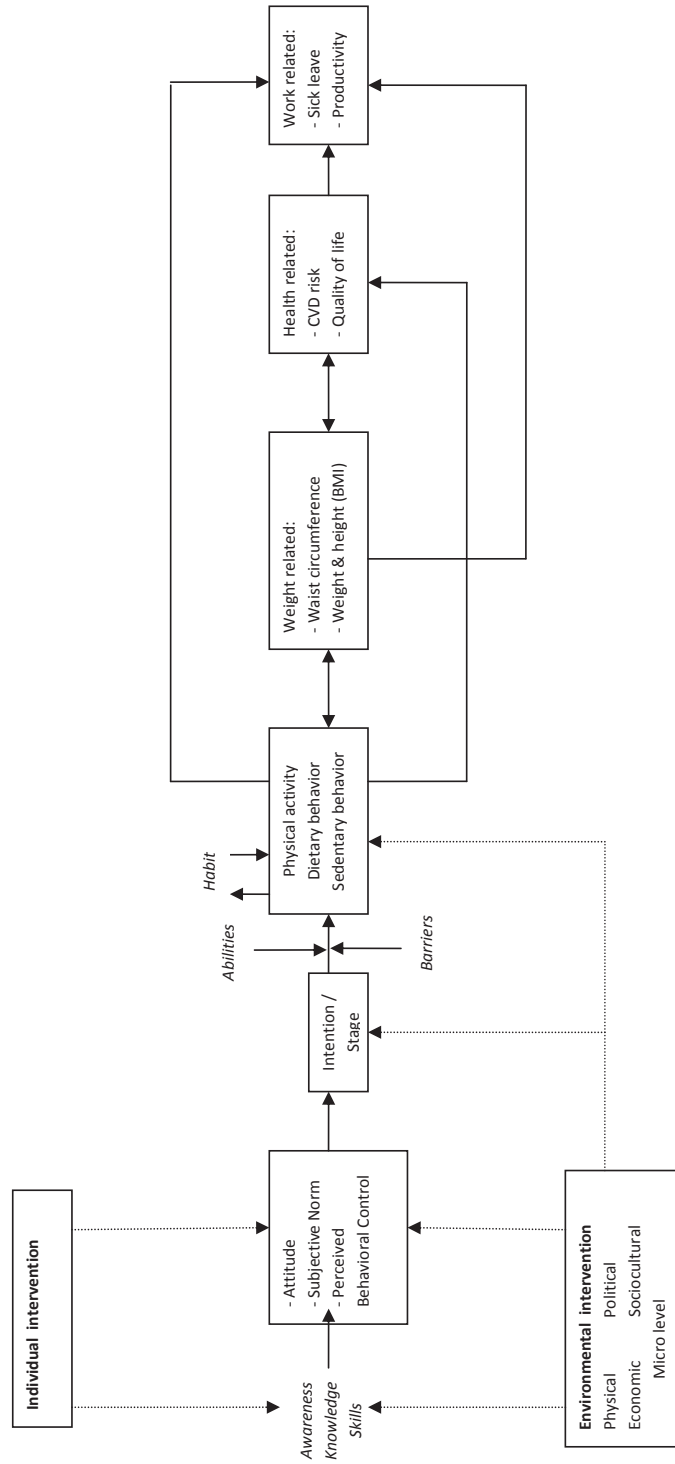 Individual intervention
Awareness
Knowledge
Skills
- Attitude
- Subjective Norm
- Perceived
Behavioral Control
Environmental intervention
Physical Political
Economic Sociocultural
Micro level
Intention /
Stage
Abilities
Barriers
Habit
Physical activity
Dietary behavior
Sedentary behavior
Weight related:
- Waist circumference
- Weight & height (BMI)
Health related:
- CVD risk
- Quality of life
Work related:
- Sick leave
- Productivity